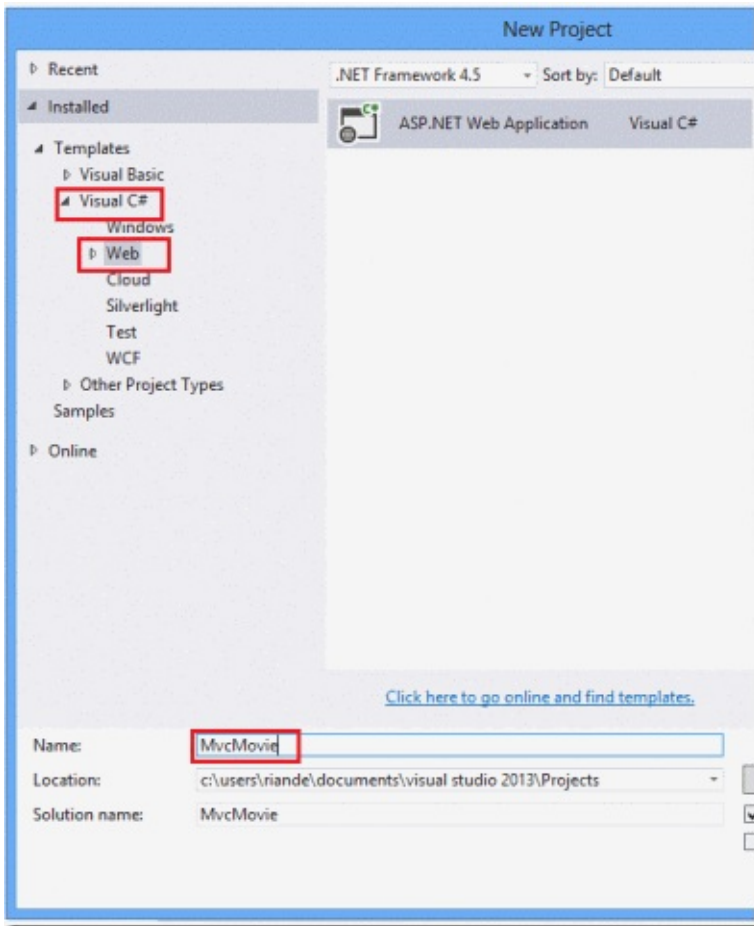 New Project
Recent
.NET Framework 4.5 Sort by: Default
Installed
ASP.NET Web Application Visual C#
Templates
Visual Basic
Visual C#
Windows
Web
Cloud
Silverlight
Test
WCF
Other Project Types
Samples
Online
Click here to go online and find templates.
Name: MvcMovie
Location: c:\users\riande\documents\visual studio 2013\Projects
Solution name: MvcMovie